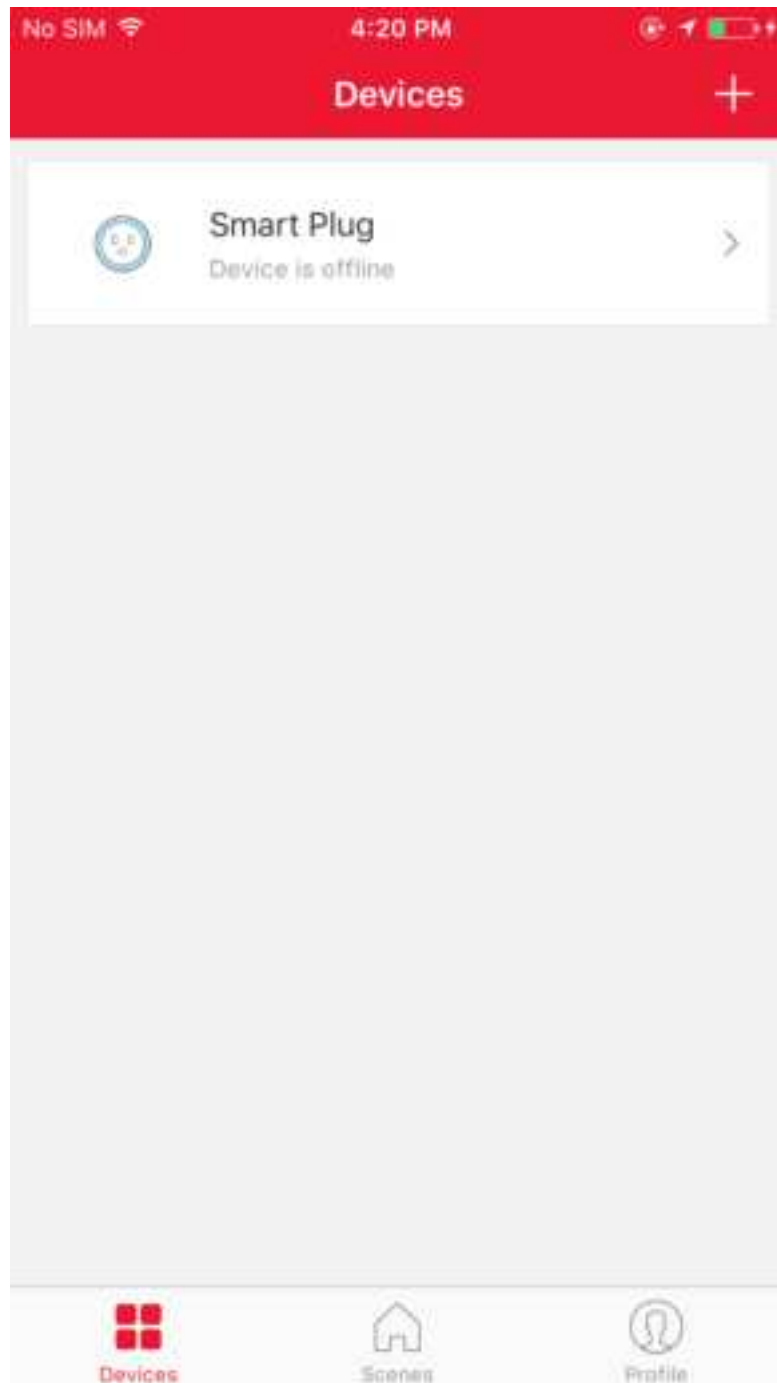 No SIM 4:20 PM
Devices
Smart Plug
Device is offline
Devices Scenes Profile